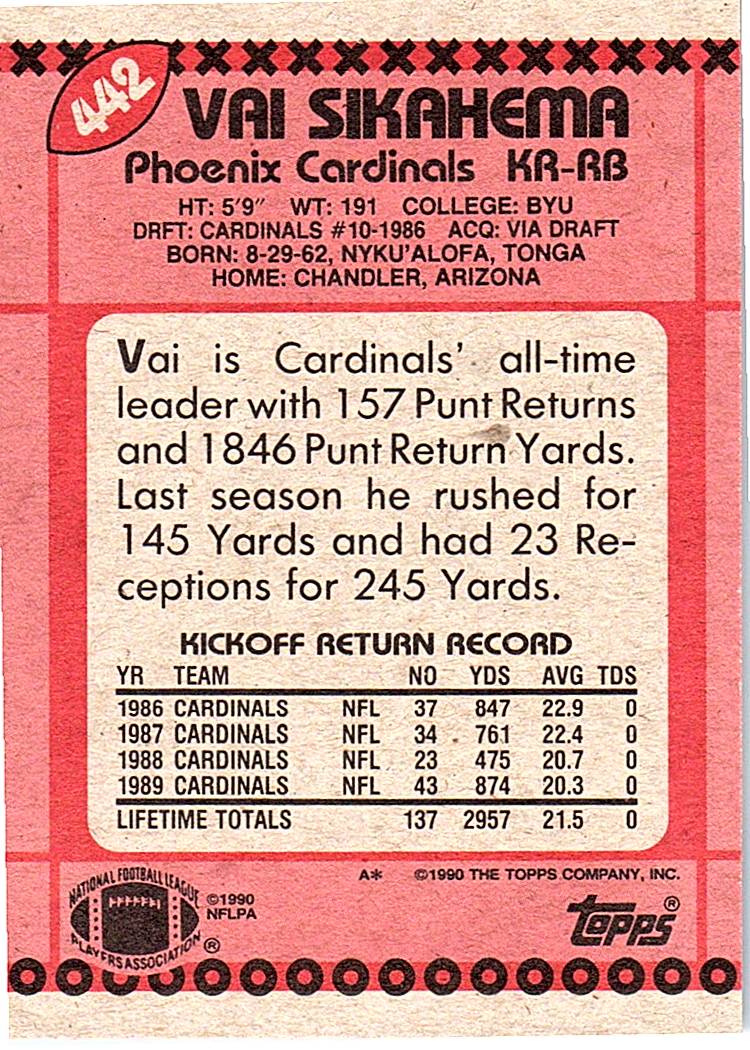 442
VAI SIKAHEMA
Phoenix Cardinals KR-RB
HT: 5'9" WT: 191 COLLEGE: BYU
DRFT: CARDINALS #10-1986 ACQ: VIA DRAFT
BORN: 8-29-62, NYKU'ALOFA, TONGA
HOME: CHANDLER, ARIZONA
Vai is Cardinals' all-time
leader with 157 Punt Returns
and 1846 Punt Return Yards.
Last season he rushed for
145 Yards and had 23 Re-
ceptions for 245 Yards.
KICKOFF RETURN RECORD
YR TEAM NO YDS AVG TDS
1986 CARDINALS NFL 37 847 22.9 0
1987 CARDINALS NFL 34 761 22.4 0
1988 CARDINALS NFL 23 475 20.7 0
1989 CARDINALS NFL 43 874 20.3 0
LIFETIME TOTALS 137 2957 21.5 0
A* ©1990 THE TOPPS COMPANY, INC.
NATIONAL FOOTBALL LEAGUE
PLAYERS ASSOCIATION ®
©1990
NFLPA
topps ®